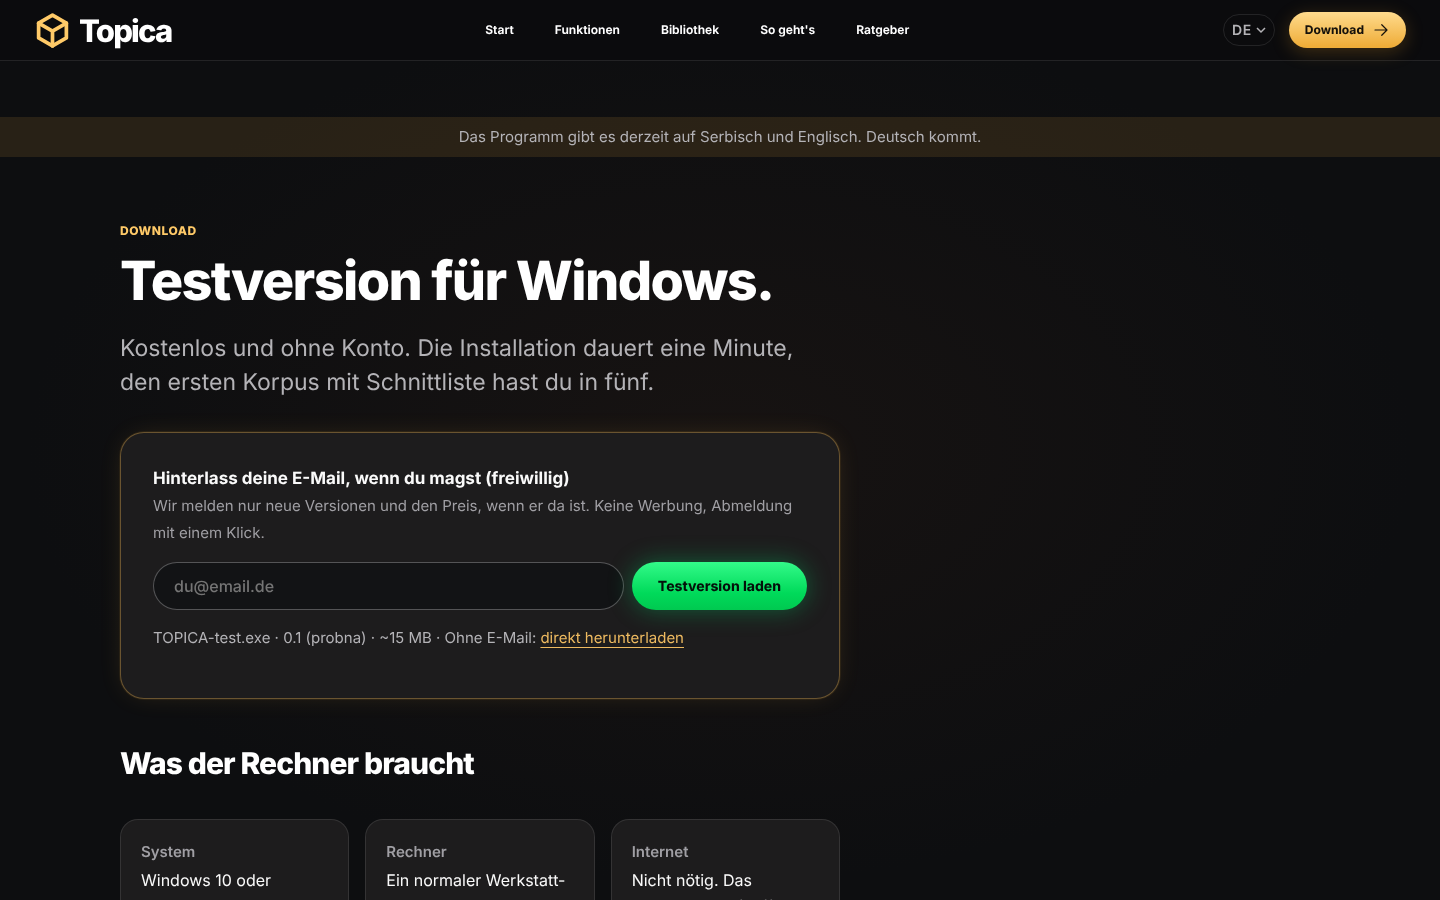 Topica
Start
Funktionen
Bibliothek
So geht's
Ratgeber
DE
Download
Das Programm gibt es derzeit auf Serbisch und Englisch. Deutsch kommt.
DOWNLOAD
Testversion für Windows.
Kostenlos und ohne Konto. Die Installation dauert eine Minute,
den ersten Korpus mit Schnittliste hast du in fünf.
Hinterlass deine E-Mail, wenn du magst (freiwillig)
Wir melden nur neue Versionen und den Preis, wenn er da ist. Keine Werbung, Abmeldung
mit einem Klick.
du@email.de
Testversion laden
TOPICA-test.exe · 0.1 (probna) · ~15 MB · Ohne E-Mail: direkt herunterladen
Was der Rechner braucht
System
Windows 10 oder
Rechner
Ein normaler Werkstatt-
Internet
Nicht nötig. Das